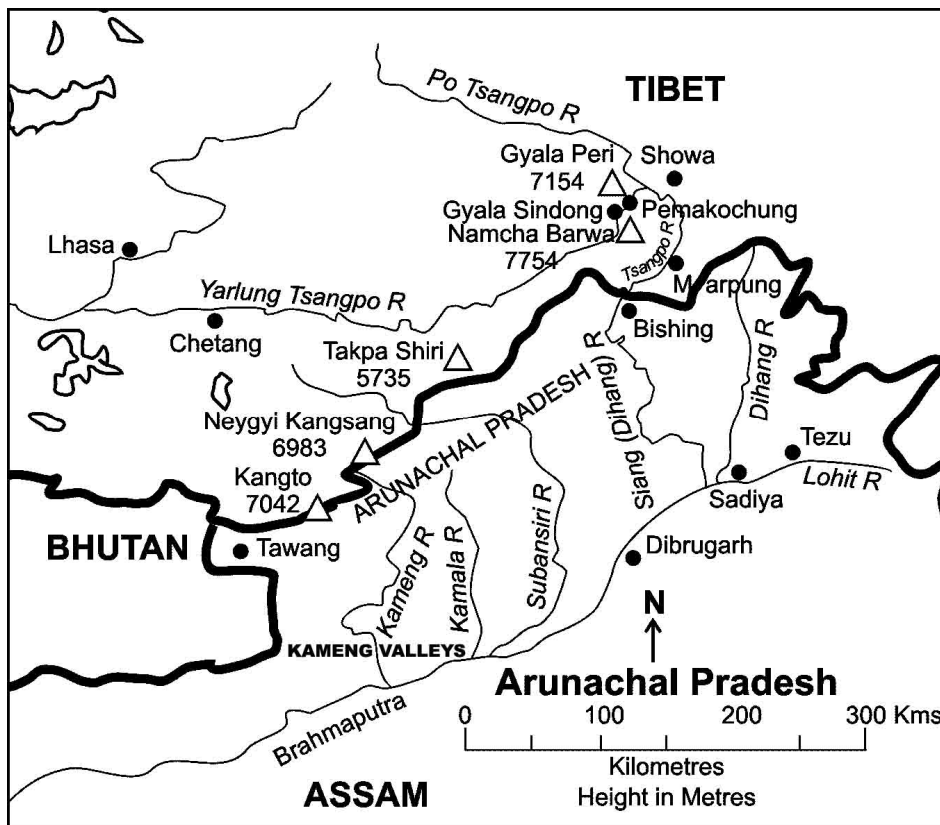 Po Tsangpo R
TIBET
Gyala Peri
7154
Showa
Gyala Sindong
Pemakochung
Namcha Barwa
7754
Tsangpo R
Lhasa
Yarlung Tsangpo R
Chetang
Bishing
Takpa Shiri
5735
Dihang R
Siang (Dihang) R
ARUNACHAL PRADESH
Neygyi Kangsang
6983
Kangto
7042
Tezu
Lohit R
Sadiya
BHUTAN
Tawang
Kameng R
Kamala R
Subansiri R
Dibrugarh
N
KAMENG VALLEYS
Arunachal Pradesh
Brahmaputra
0 100 200 300 Kms
Kilometres
Height in Metres
ASSAM